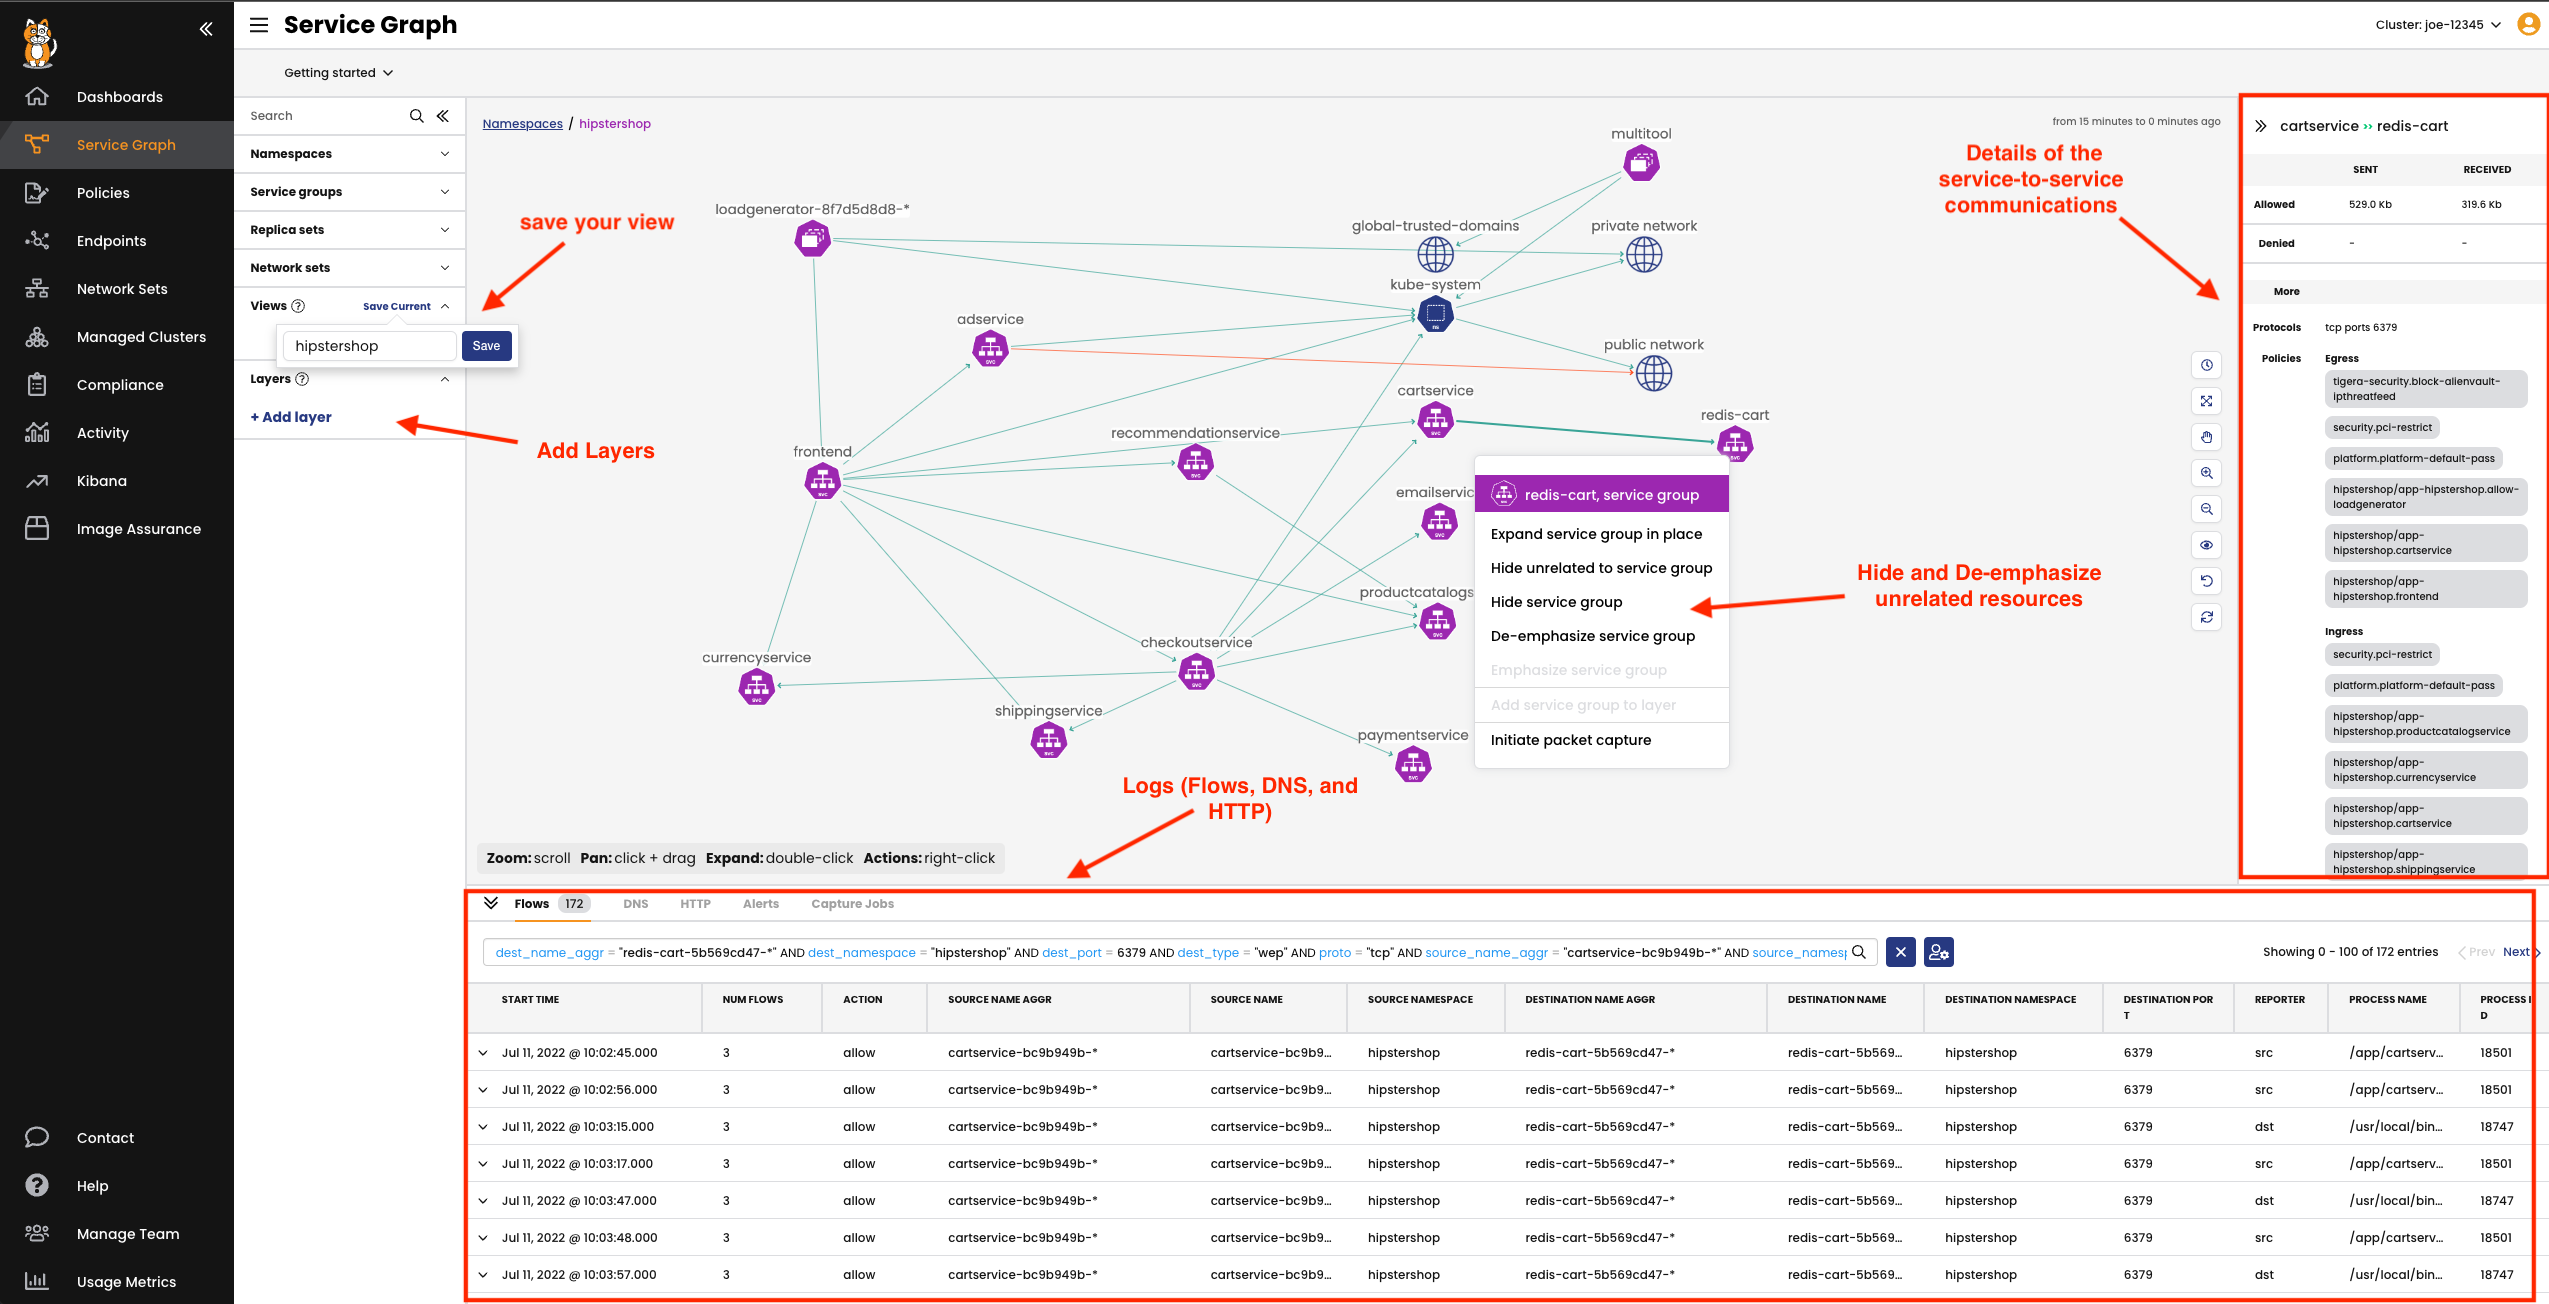 Service Graph
Cluster: joe-12345
Getting started
Dashboards
Service Graph
Policies
Endpoints
Network Sets
Managed Clusters
Compliance
Activity
Kibana
Image Assurance
Contact
Help
Manage Team
Usage Metrics
Search
Namespaces
Service groups
Replica sets
Network sets
Views ? Save Current
hipstershop Save
Layers ?
+ Add layer
save your view
Add Layers
Namespaces / hipstershop
from 15 minutes to 0 minutes ago
multitool
loadgenerator-8f7d5d8d8-*
global-trusted-domains
private network
kube-system
ns
adservice
svc
public network
cartservice
svc
redis-cart
svc
recommendationservice
svc
frontend
svc
emailservic
svc
productcatalogs
svc
checkoutservice
svc
currencyservice
svc
shippingservice
svc
paymentservice
svc
redis-cart, service group
Expand service group in place
Hide unrelated to service group
Hide service group
De-emphasize service group
Emphasize service group
Add service group to layer
Initiate packet capture
Details of the
service-to-service
communications
Hide and De-emphasize
unrelated resources
Logs (Flows, DNS, and
HTTP)
Zoom: scroll Pan: click + drag Expand: double-click Actions: right-click
cartservice redis-cart
SENT RECEIVED
Allowed 529.0 Kb 319.6 Kb
Denied - -
More
Protocols tcp ports 6379
Policies Egress
tigera-security.block-alienvault-
ipthreatfeed
security.pci-restrict
platform.platform-default-pass
hipstershop/app-hipstershop.allow-
loadgenerator
hipstershop/app-
hipstershop.cartservice
hipstershop/app-
hipstershop.frontend
Ingress
security.pci-restrict
platform.platform-default-pass
hipstershop/app-
hipstershop.productcatalogservice
hipstershop/app-
hipstershop.currencyservice
hipstershop/app-
hipstershop.cartservice
hipstershop/app-
hipstershop.shippingservice
Flows 172 DNS HTTP Alerts Capture Jobs
dest_name_aggr = "redis-cart-5b569cd47-*" AND dest_namespace = "hipstershop" AND dest_port = 6379 AND dest_type = "wep" AND proto = "tcp" AND source_name_aggr = "cartservice-bc9b949b-*" AND source_namesp
Showing 0 - 100 of 172 entries Prev Next
START TIME NUM FLOWS ACTION SOURCE NAME AGGR SOURCE NAME SOURCE NAMESPACE DESTINATION NAME AGGR DESTINATION NAME DESTINATION NAMESPACE DESTINATION POR REPORTER PROCESS NAME PROCESS I
T D
Jul 11, 2022 @ 10:02:45.000 3 allow cartservice-bc9b949b-* cartservice-bc9b9... hipstershop redis-cart-5b569cd47-* redis-cart-5b569... hipstershop 6379 src /app/cartserv... 18501
Jul 11, 2022 @ 10:02:56.000 3 allow cartservice-bc9b949b-* cartservice-bc9b9... hipstershop redis-cart-5b569cd47-* redis-cart-5b569... hipstershop 6379 src /app/cartserv... 18501
Jul 11, 2022 @ 10:03:15.000 3 allow cartservice-bc9b949b-* cartservice-bc9b9... hipstershop redis-cart-5b569cd47-* redis-cart-5b569... hipstershop 6379 dst /usr/local/bin... 18747
Jul 11, 2022 @ 10:03:17.000 3 allow cartservice-bc9b949b-* cartservice-bc9b9... hipstershop redis-cart-5b569cd47-* redis-cart-5b569... hipstershop 6379 src /app/cartserv... 18501
Jul 11, 2022 @ 10:03:47.000 3 allow cartservice-bc9b949b-* cartservice-bc9b9... hipstershop redis-cart-5b569cd47-* redis-cart-5b569... hipstershop 6379 dst /usr/local/bin... 18747
Jul 11, 2022 @ 10:03:48.000 3 allow cartservice-bc9b949b-* cartservice-bc9b9... hipstershop redis-cart-5b569cd47-* redis-cart-5b569... hipstershop 6379 src /app/cartserv... 18501
Jul 11, 2022 @ 10:03:57.000 3 allow cartservice-bc9b949b-* cartservice-bc9b9... hipstershop redis-cart-5b569cd47-* redis-cart-5b569... hipstershop 6379 dst /usr/local/bin... 18747